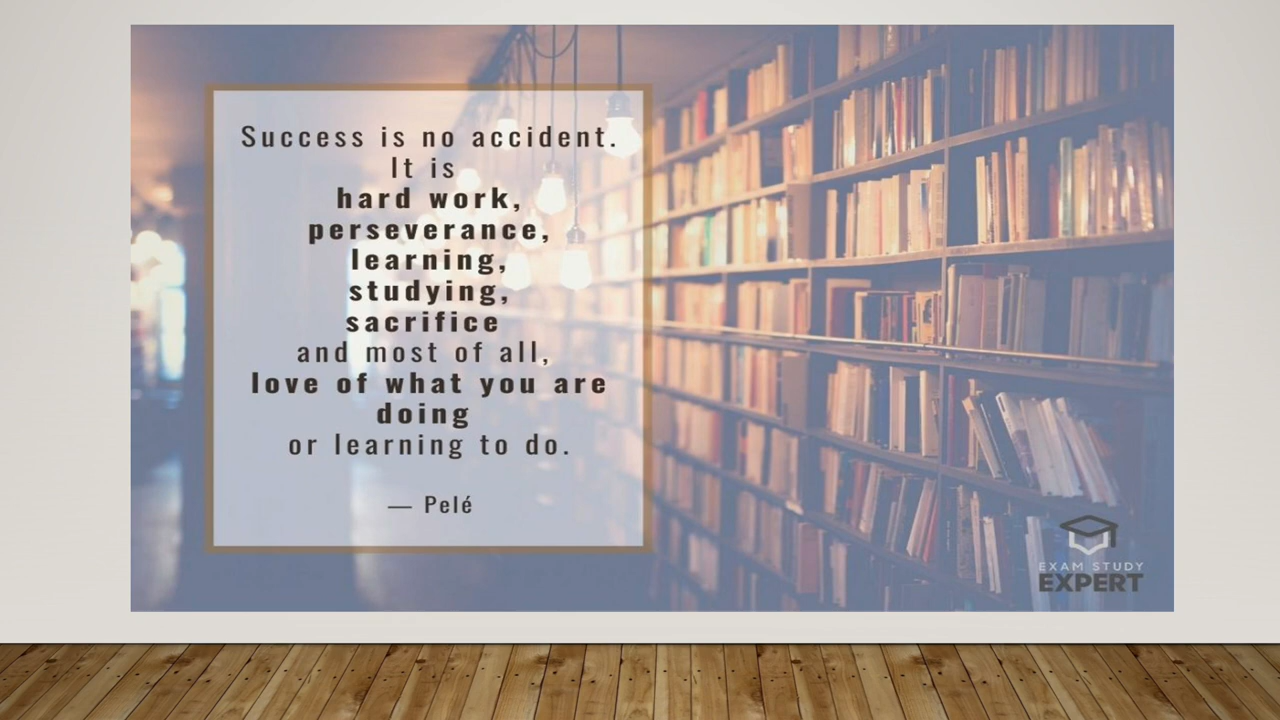 Success is no accident.
It is
hard work,
perseverance,
learning,
studying,
sacrifice
and most of all,
love of what you are
doing
or learning to do.
— Pelé
EXAM STUDY
EXPERT